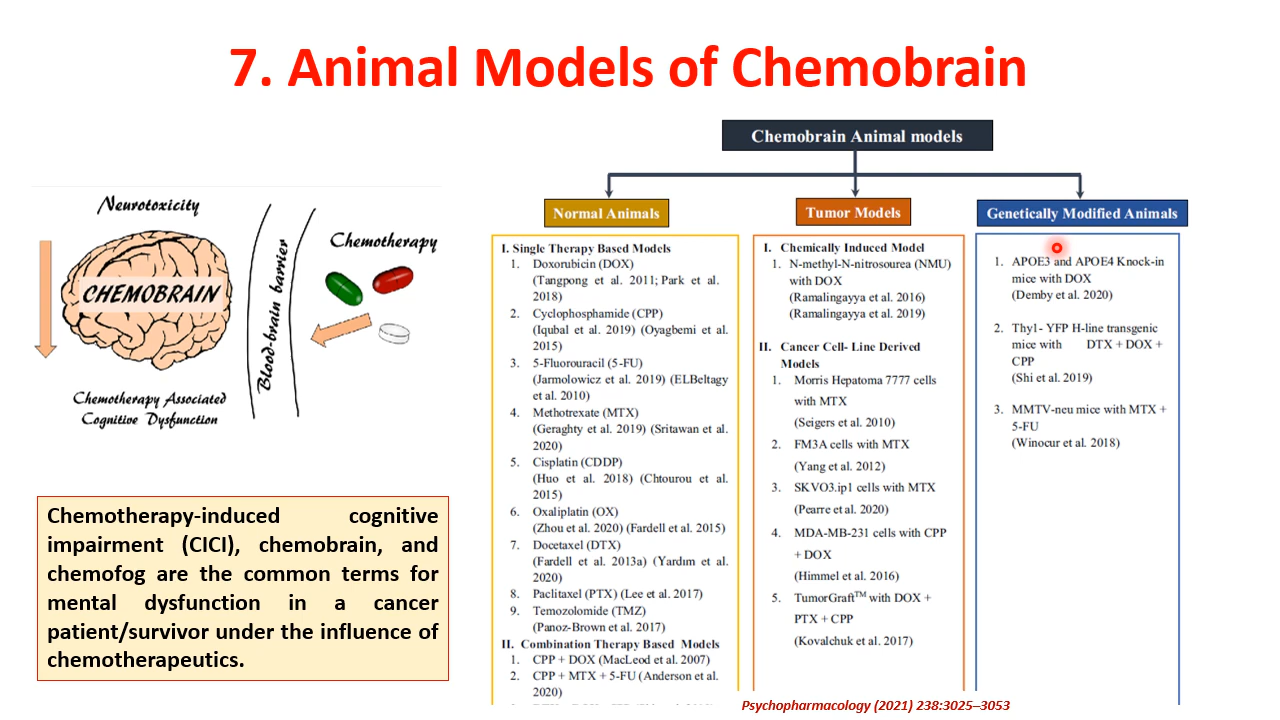 7. Animal Models of Chemobrain
Neurotoxicity
CHEMOBRAIN
Blood-brain barrier
Chemotherapy
Chemotherapy Associated
Cognitive Dysfunction
Chemotherapy-induced cognitive
impairment (CICI), chemobrain, and
chemofog are the common terms for
mental dysfunction in a cancer
patient/survivor under the influence of
chemotherapeutics.
Chemobrain Animal models
Normal Animals
I. Single Therapy Based Models
1. Doxorubicin (DOX)
(Tangpong et al. 2011; Park et al.
2018)
2. Cyclophosphamide (CPP)
(Iqubal et al. 2019) (Oyagbemi et al.
2015)
3. 5-Fluorouracil (5-FU)
(Jarmolowicz et al. 2019) (ELBeltagy
et al. 2010)
4. Methotrexate (MTX)
(Geraghty et al. 2019) (Sritawan et al.
2020)
5. Cisplatin (CDDP)
(Huo et al. 2018) (Chtourou et al.
2015)
6. Oxaliplatin (OX)
(Zhou et al. 2020) (Fardell et al. 2015)
7. Docetaxel (DTX)
(Fardell et al. 2013a) (Yardım et al.
2020)
8. Paclitaxel (PTX) (Lee et al. 2017)
9. Temozolomide (TMZ)
(Panoz-Brown et al. 2017)
II. Combination Therapy Based Models
1. CPP + DOX (MacLeod et al. 2007)
2. CPP + MTX + 5-FU (Anderson et al.
2020)
Tumor Models
I. Chemically Induced Model
1. N-methyl-N-nitrosourea (NMU)
with DOX
(Ramalingayya et al. 2016)
(Ramalingayya et al. 2019)
II. Cancer Cell- Line Derived
Models
1. Morris Hepatoma 7777 cells
with MTX
(Seigers et al. 2010)
2. FM3A cells with MTX
(Yang et al. 2012)
3. SKVO3.ip1 cells with MTX
(Pearre et al. 2020)
4. MDA-MB-231 cells with CPP
+ DOX
(Himmel et al. 2016)
5. TumorGraft™ with DOX +
PTX + CPP
(Kovalchuk et al. 2017)
Genetically Modified Animals
1. APOE3 and APOE4 Knock-in
mice with DOX
(Demby et al. 2020)
2. Thy1- YFP H-line transgenic
mice with DTX + DOX +
CPP
(Shi et al. 2019)
3. MMTV-neu mice with MTX +
5-FU
(Winocur et al. 2018)
Psychopharmacology (2021) 238:3025–3053